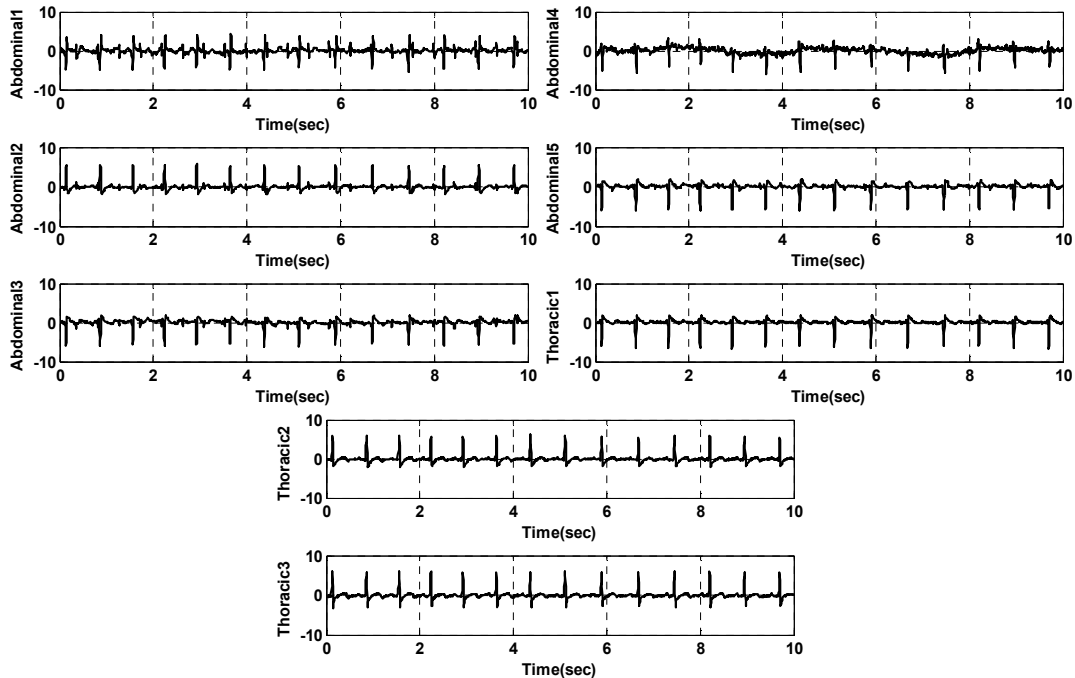 Abdominal1
10
0
-10
0 2 4 6 8 10
Time(sec)
Abdominal4
10
0
-10
0 2 4 6 8 10
Time(sec)
Abdominal2
10
0
-10
0 2 4 6 8 10
Time(sec)
Abdominal5
10
0
-10
0 2 4 6 8 10
Time(sec)
Abdominal3
10
0
-10
0 2 4 6 8 10
Time(sec)
Thoracic1
10
0
-10
0 2 4 6 8 10
Time(sec)
Thoracic2
10
0
-10
0 2 4 6 8 10
Time(sec)
Thoracic3
10
0
-10
0 2 4 6 8 10
Time(sec)